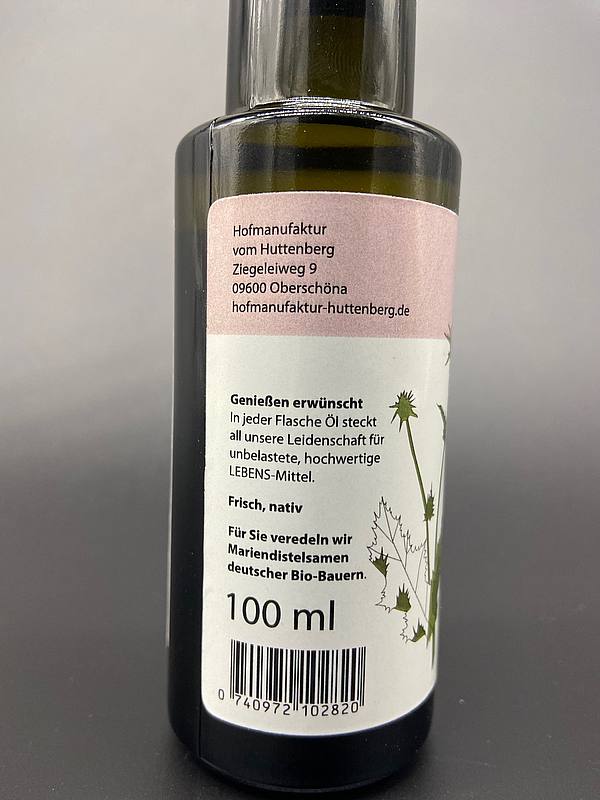 Hofmanufaktur
vom Huttenberg
Ziegeleiweg 9
09600 Oberschöna
hofmanufaktur-huttenberg.de
Genießen erwünscht
In jeder Flasche Öl steckt
all unsere Leidenschaft für
unbelastete, hochwertige
LEBENS-Mittel.
Frisch, nativ
Für Sie veredeln wir
Mariendistelsamen
deutscher Bio-Bauern.
100 ml
0 740972 102820